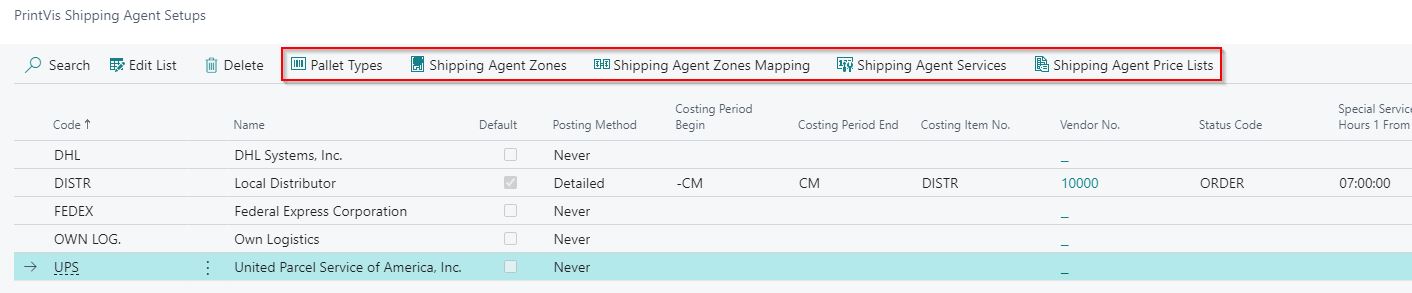 PrintVis Shipping Agent Setups
Search Edit List Delete Pallet Types Shipping Agent Zones Shipping Agent Zones Mapping Shipping Agent Services Shipping Agent Price Lists
Code ↑ Name Default Posting Method Costing Period Begin Costing Period End Costing Item No. Vendor No. Status Code Special Service Hours 1 From
DHL DHL Systems, Inc. Never _
DISTR Local Distributor Detailed -CM CM DISTR 10000 ORDER 07:00:00
FEDEX Federal Express Corporation Never _
OWN LOG. Own Logistics Never _
→ UPS ⋮ United Parcel Service of America, Inc. Never _